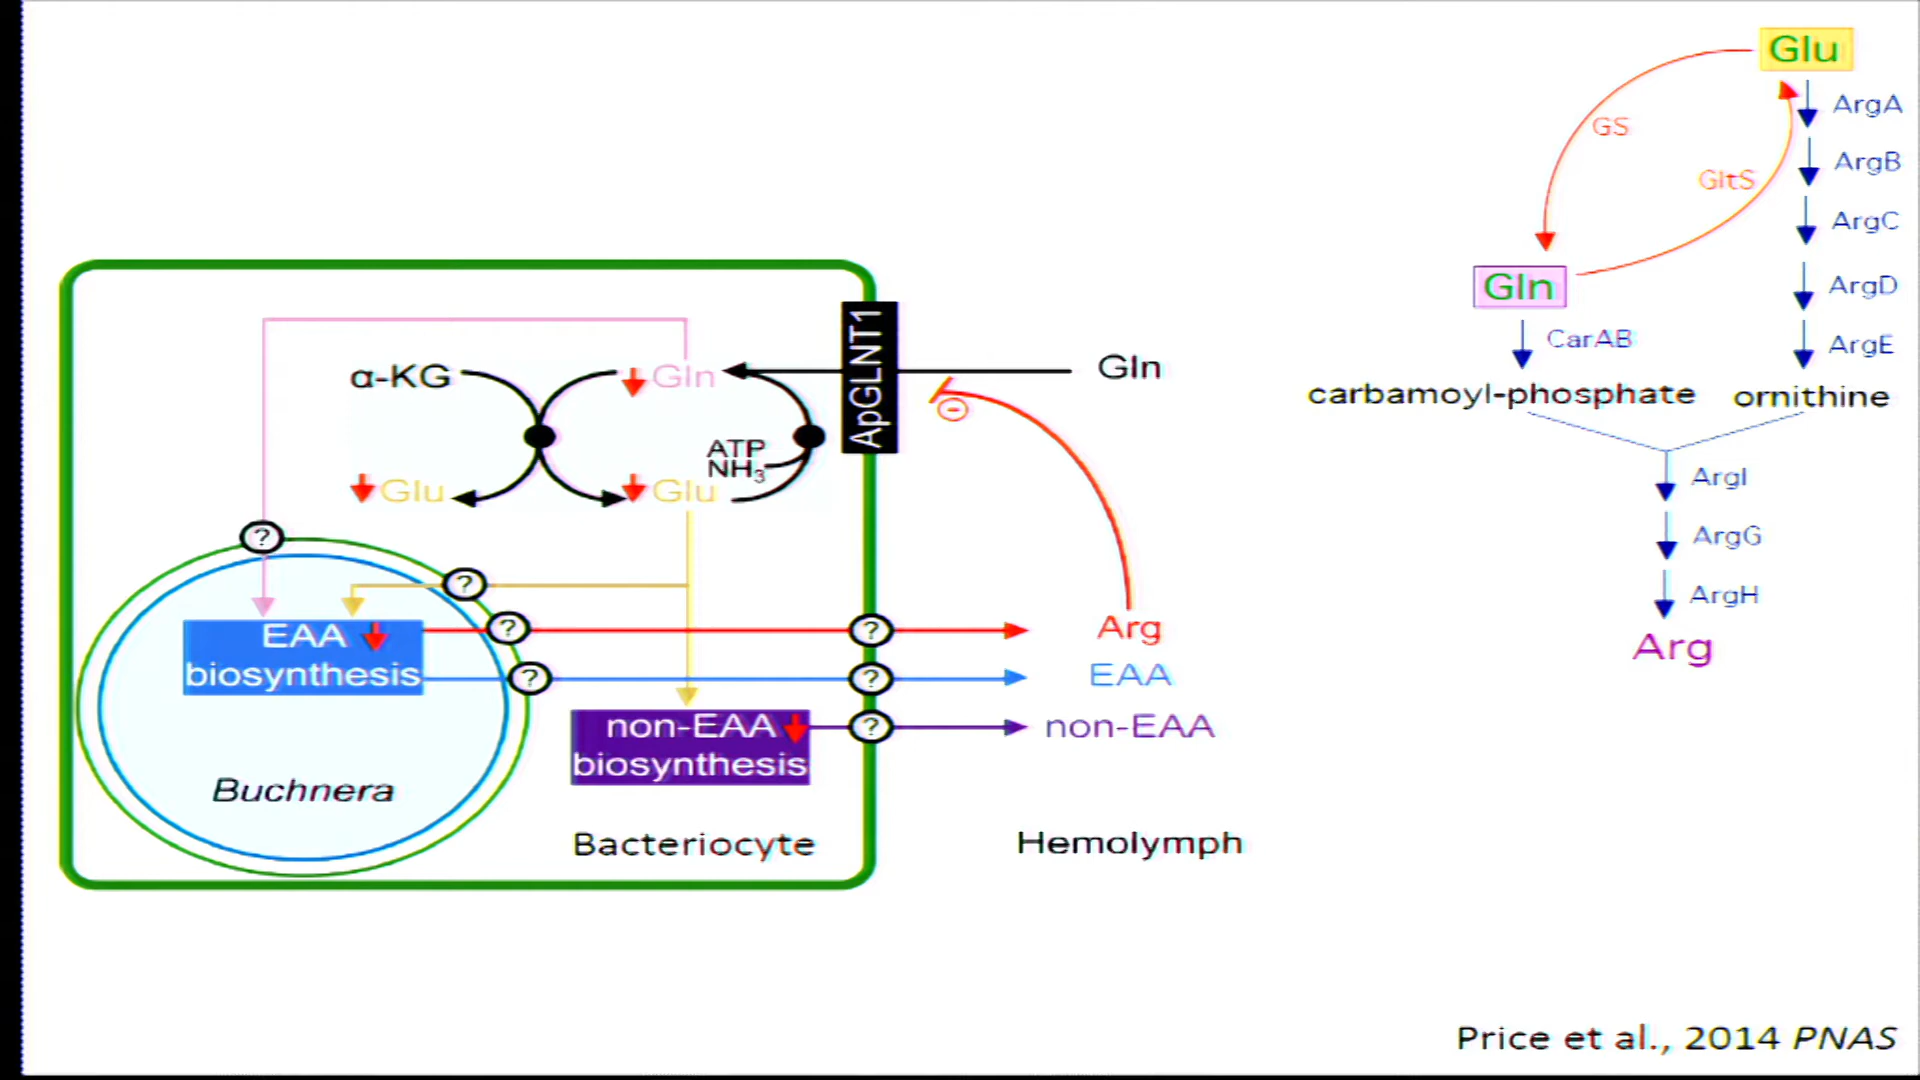 Glu
ArgA
GS
ArgB
GltS
ArgC
Gln
ArgD
CarAB
ArgE
carbamoyl-phosphate
ornithine
ArgI
ArgG
ArgH
Arg
ApGLNT1
Gln
α-KG
Gln
ATP
NH3
Glu
Glu
?
?
?
?
EAA
biosynthesis
?
?
?
Arg
EAA
non-EAA
non-EAA
biosynthesis
Buchnera
Bacteriocyte
Hemolymph
Price et al., 2014 PNAS